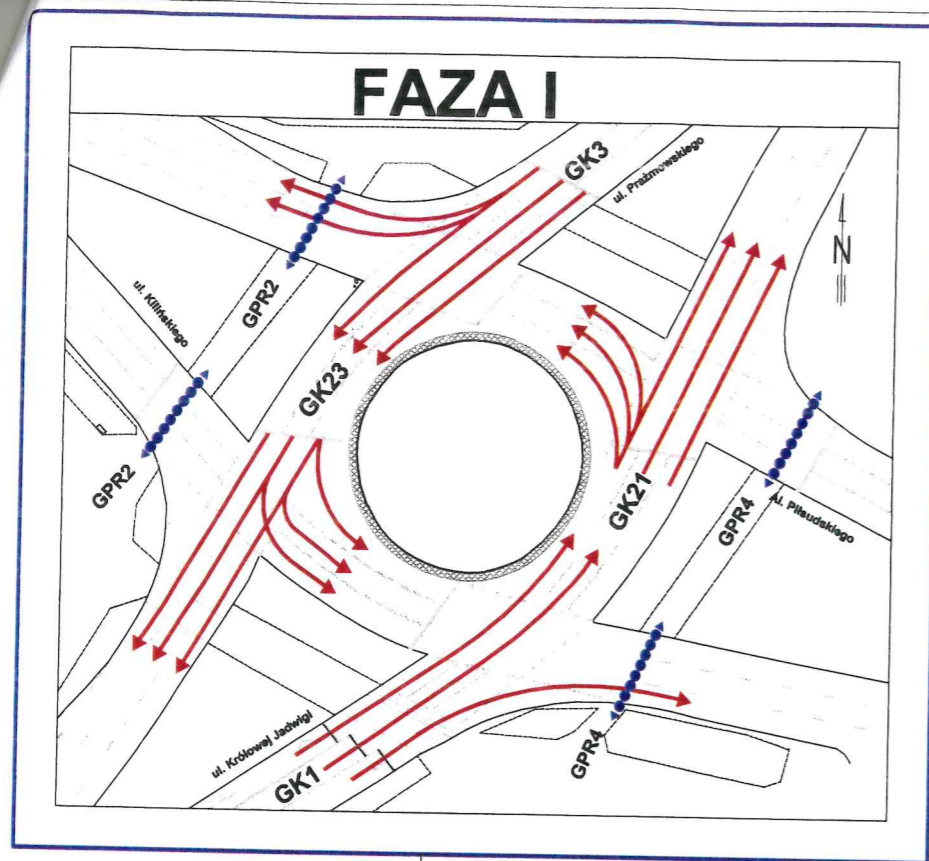 FAZA I
GK3
ul. Prażmowskiego
N
GPR2
ul. Kilińskiego
GK23
GPR2
GK21
GPR4
Al. Piłsudskiego
ul. Królowej Jadwigi
GK1
GPR4